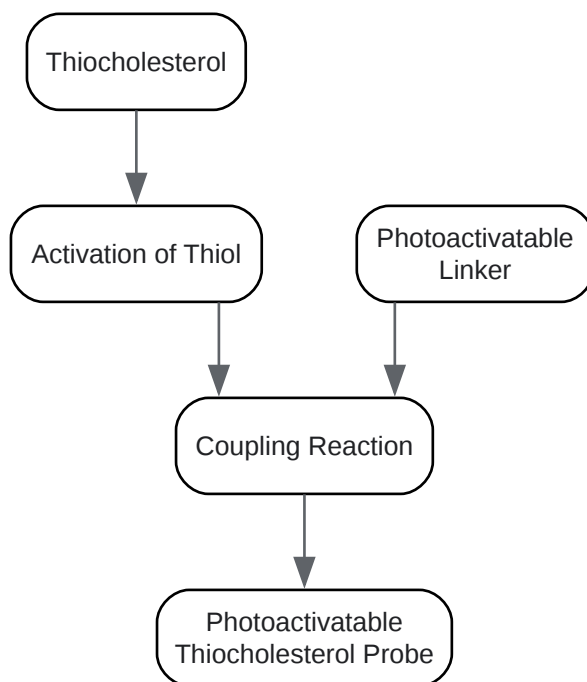 Thiocholesterol
Activation of Thiol
Photoactivatable
Linker
Coupling Reaction
Photoactivatable
Thiocholesterol Probe